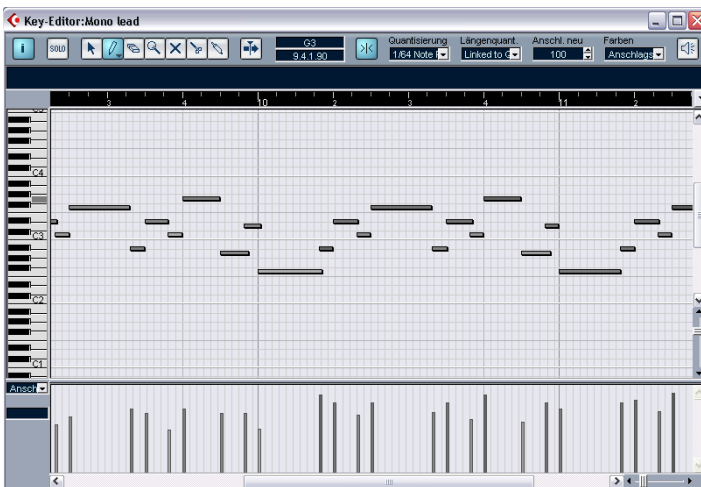 Key-Editor:Mono lead
Quantisierung Längenquant. Anschl. neu Farben
i SOLO G3 1/64 Note Linked to 100 Anschlags
9.4.1.90
3 4 10 2 3 4 11 2
C4
C3
C2
C1
Ansch